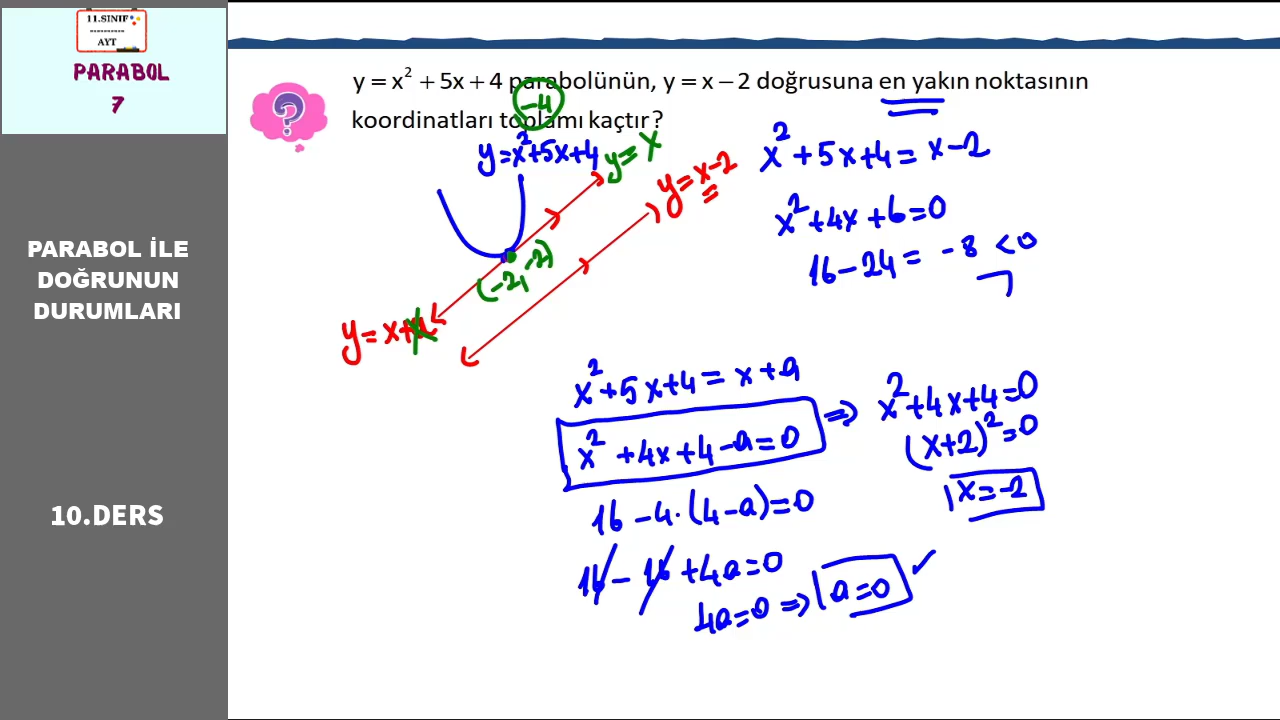 11.SINIF
----------
AYT
PARABOL
7
PARABOL İLE
DOĞRUNUN
DURUMLARI
10.DERS
y = x² + 5x + 4 parabolünün, y = x − 2 doğrusuna en yakın noktasının
koordinatları toplamı kaçtır?
-4
y=x²+5x+4
y=x
y=x-2
(-2,-2)
y=x+a
x²+5x+4=x-2
x²+4x+6=0
16-24=-8<0
x²+5x+4=x+a
x²+4x+4-a=0
⇒ x²+4x+4=0
(x+2)²=0
x=-2
16-4·(4-a)=0
16-16+4a=0
4a=0 ⇒ a=0 ✓